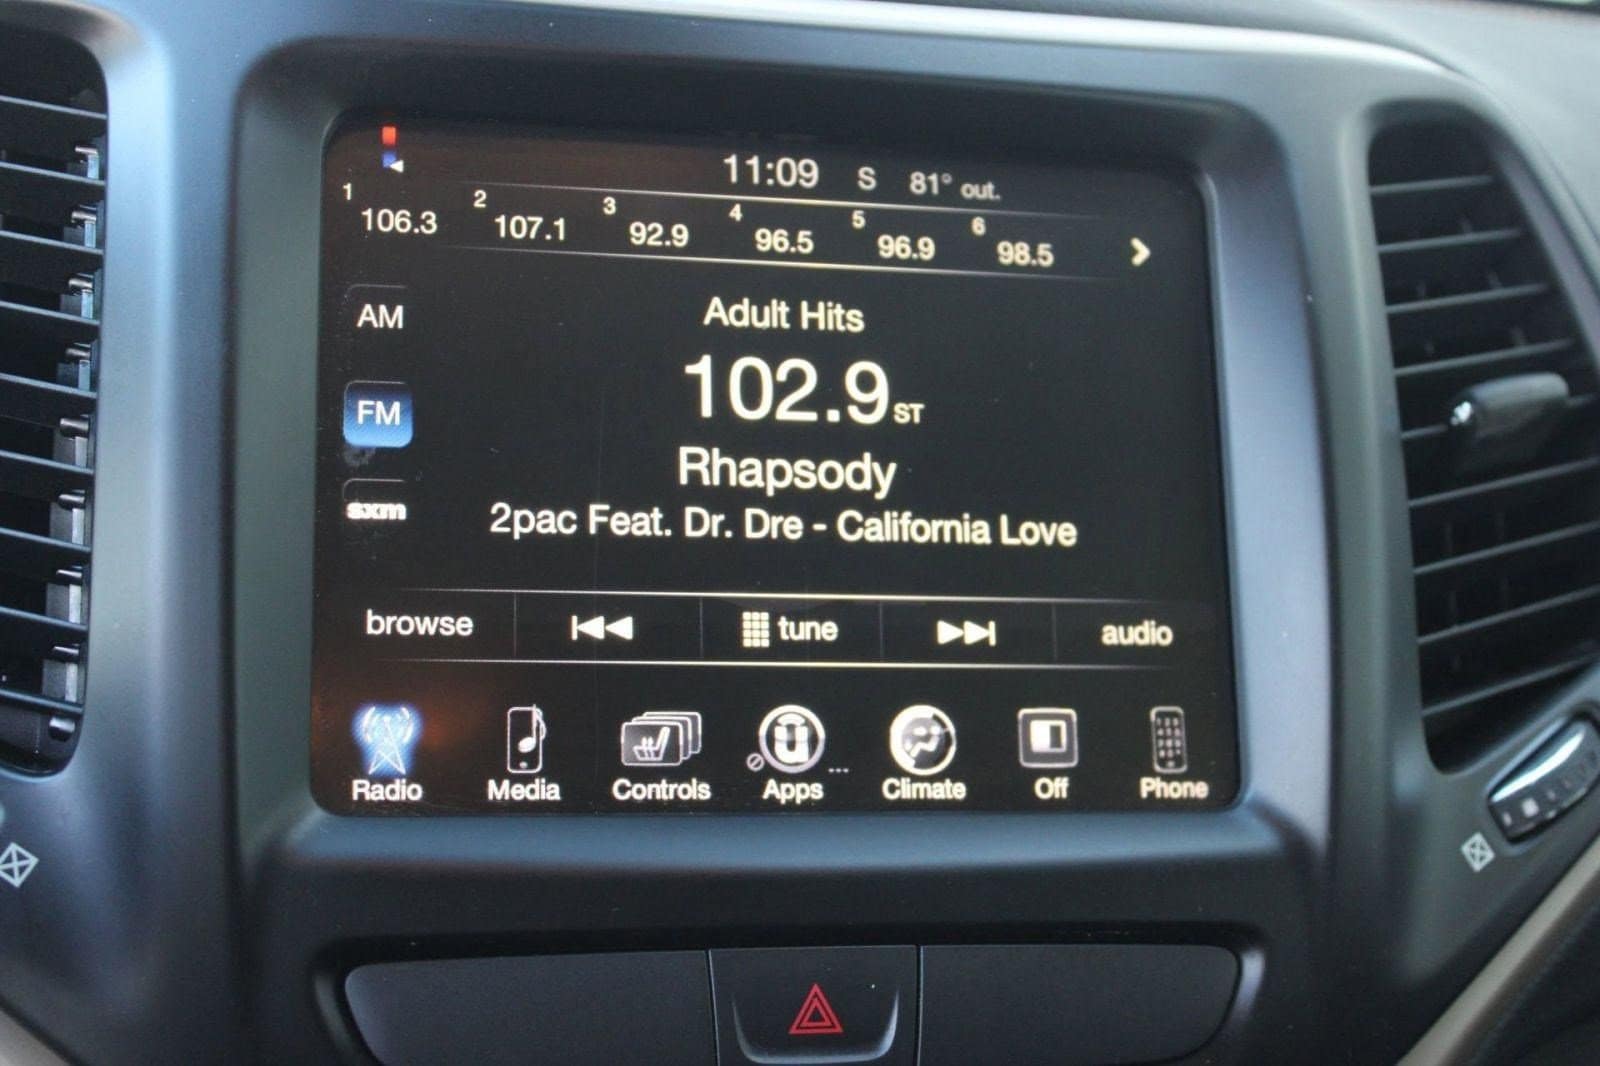 11:09 S 81° out.
1 106.3 2 107.1 3 92.9 4 96.5 5 96.9 6 98.5
AM
Adult Hits
102.9 ST
FM
Rhapsody
sxm
2pac Feat. Dr. Dre - California Love
browse tune audio
Radio Media Controls Apps Climate Off Phone